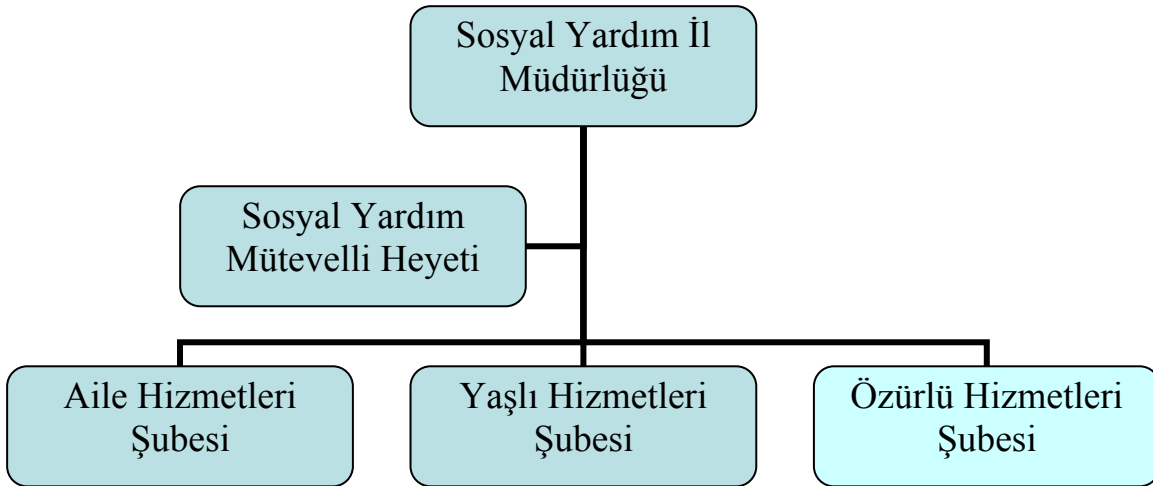 Sosyal Yardım İl
Müdürlüğü
Sosyal Yardım
Mütevelli Heyeti
Aile Hizmetleri
Şubesi
Yaşlı Hizmetleri
Şubesi
Özürlü Hizmetleri
Şubesi